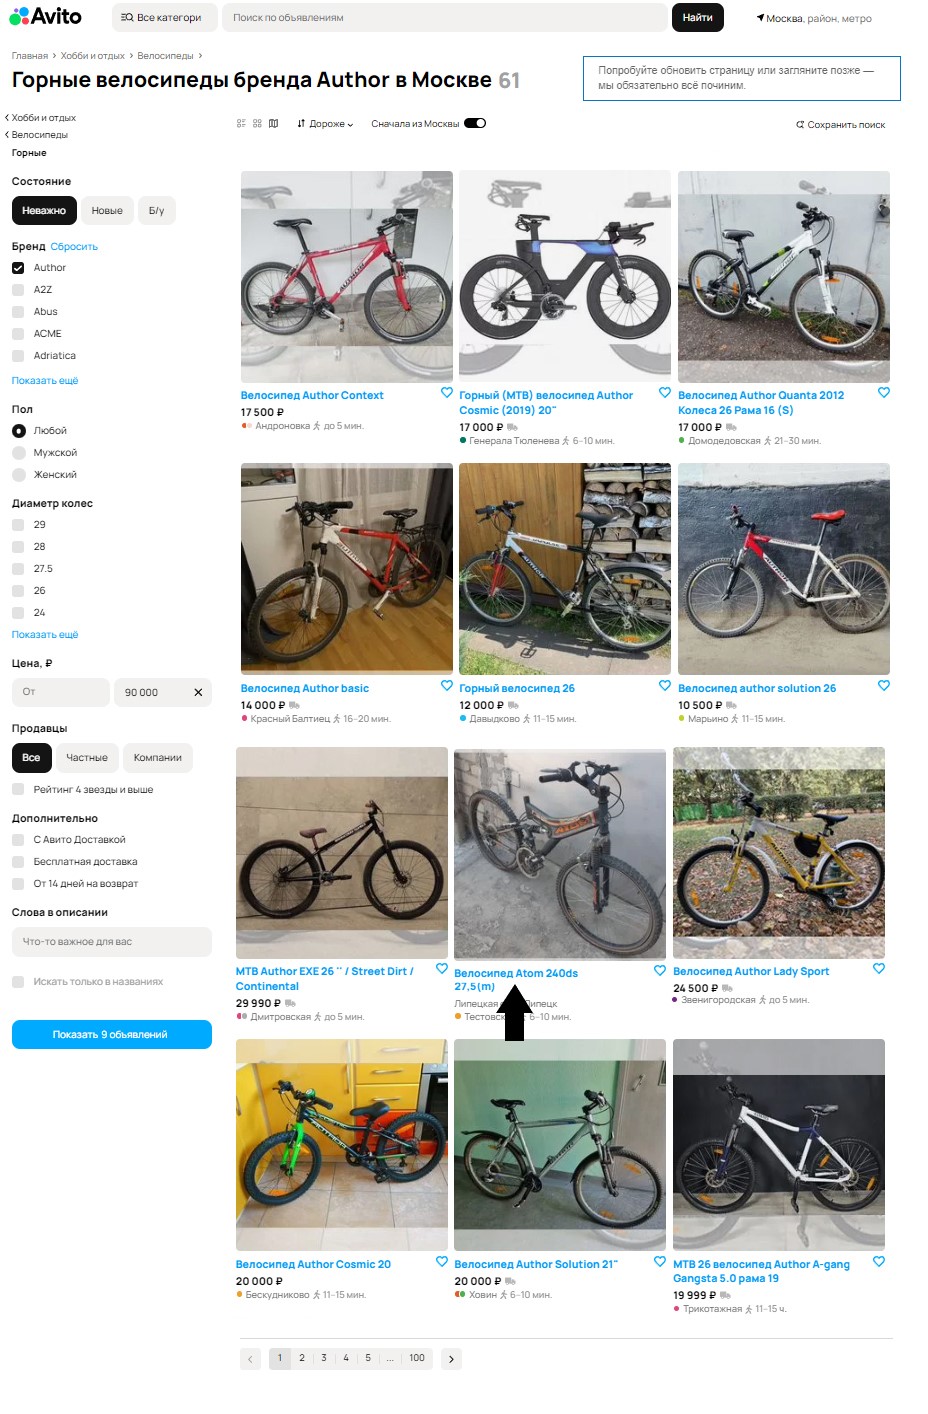 Avito
Все категори
Поиск по объявлениям
Найти
Москва, район, метро
Главная > Хобби и отдых > Велосипеды >
Горные велосипеды бренда Author в Москве 61
Попробуйте обновить страницу или загляните позже —
мы обязательно всё починим.
Хобби и отдых
Велосипеды
Горные
Дороже
Сначала из Москвы
Сохранить поиск
Состояние
Неважно
Новые
Б/у
Бренд Сбросить
Author
A2Z
Abus
ACME
Adriatica
Показать ещё
Пол
Любой
Мужской
Женский
Диаметр колес
29
28
27.5
26
24
Показать ещё
Цена, ₽
От
90 000
Продавцы
Все
Частные
Компании
Рейтинг 4 звезды и выше
Дополнительно
С Авито Доставкой
Бесплатная доставка
От 14 дней на возврат
Слова в описании
Что-то важное для вас
Искать только в названиях
Показать 9 объявлений
Велосипед Author Context
17 500 ₽
Андроновка до 5 мин.
Горный (MTB) велосипед Author
Cosmic (2019) 20"
17 000 ₽
Генерала Тюленева 6–10 мин.
Велосипед Author Quanta 2012
Колеса 26 Рама 16 (S)
17 000 ₽
Домодедовская 21–30 мин.
Велосипед Author basic
14 000 ₽
Красный Балтиец 16–20 мин.
Горный велосипед 26
12 000 ₽
Давыдково 11–15 мин.
Велосипед author solution 26
10 500 ₽
Марьино 11–15 мин.
MTB Author EXE 26 '' / Street Dirt /
Continental
29 990 ₽
Дмитровская до 5 мин.
Велосипед Atom 240ds
27,5(m)
Липецкая
6–10 мин.
Велосипед Author Lady Sport
24 500 ₽
Звенигородская до 5 мин.
Велосипед Author Cosmic 20
20 000 ₽
Бескудниково 11–15 мин.
Велосипед Author Solution 21"
20 000 ₽
Ховин 6–10 мин.
MTB 26 велосипед Author A-gang
Gangsta 5.0 рама 19
19 999 ₽
Трикотажная 11–15 ч.
1 2 3 4 5 ... 100